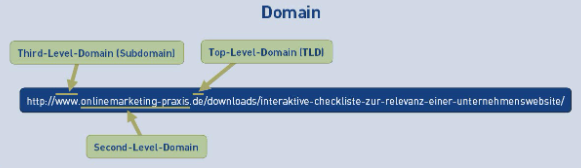 Domain
Third-Level-Domain (Subdomain)
Top-Level-Domain (TLD)
http://www.onlinemarketing-praxis.de/downloads/interaktive-checkliste-zur-relevanz-einer-unternehmenswebsite/
Second-Level-Domain